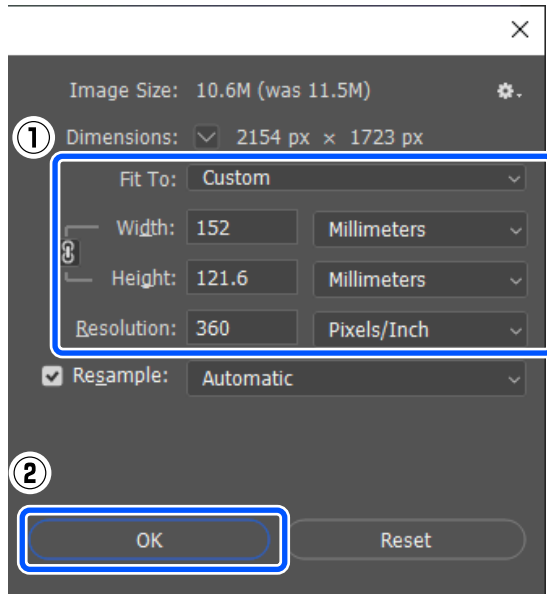 Image Size: 10.6M (was 11.5M)
① Dimensions: 2154 px × 1723 px
Fit To: Custom
Width: 152 Millimeters
Height: 121.6 Millimeters
Resolution: 360 Pixels/Inch
Resample: Automatic
②
OK Reset